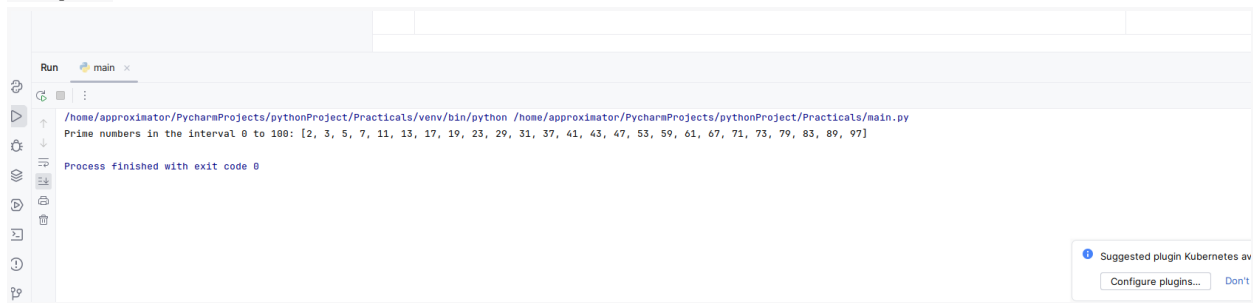 Run main
/home/approximator/PycharmProjects/pythonProject/Practicals/venv/bin/python /home/approximator/PycharmProjects/pythonProject/Practicals/main.py
Prime numbers in the interval 0 to 100: [2, 3, 5, 7, 11, 13, 17, 19, 23, 29, 31, 37, 41, 43, 47, 53, 59, 61, 67, 71, 73, 79, 83, 89, 97]
Process finished with exit code 0
Suggested plugin Kubernetes av
Configure plugins... Don't